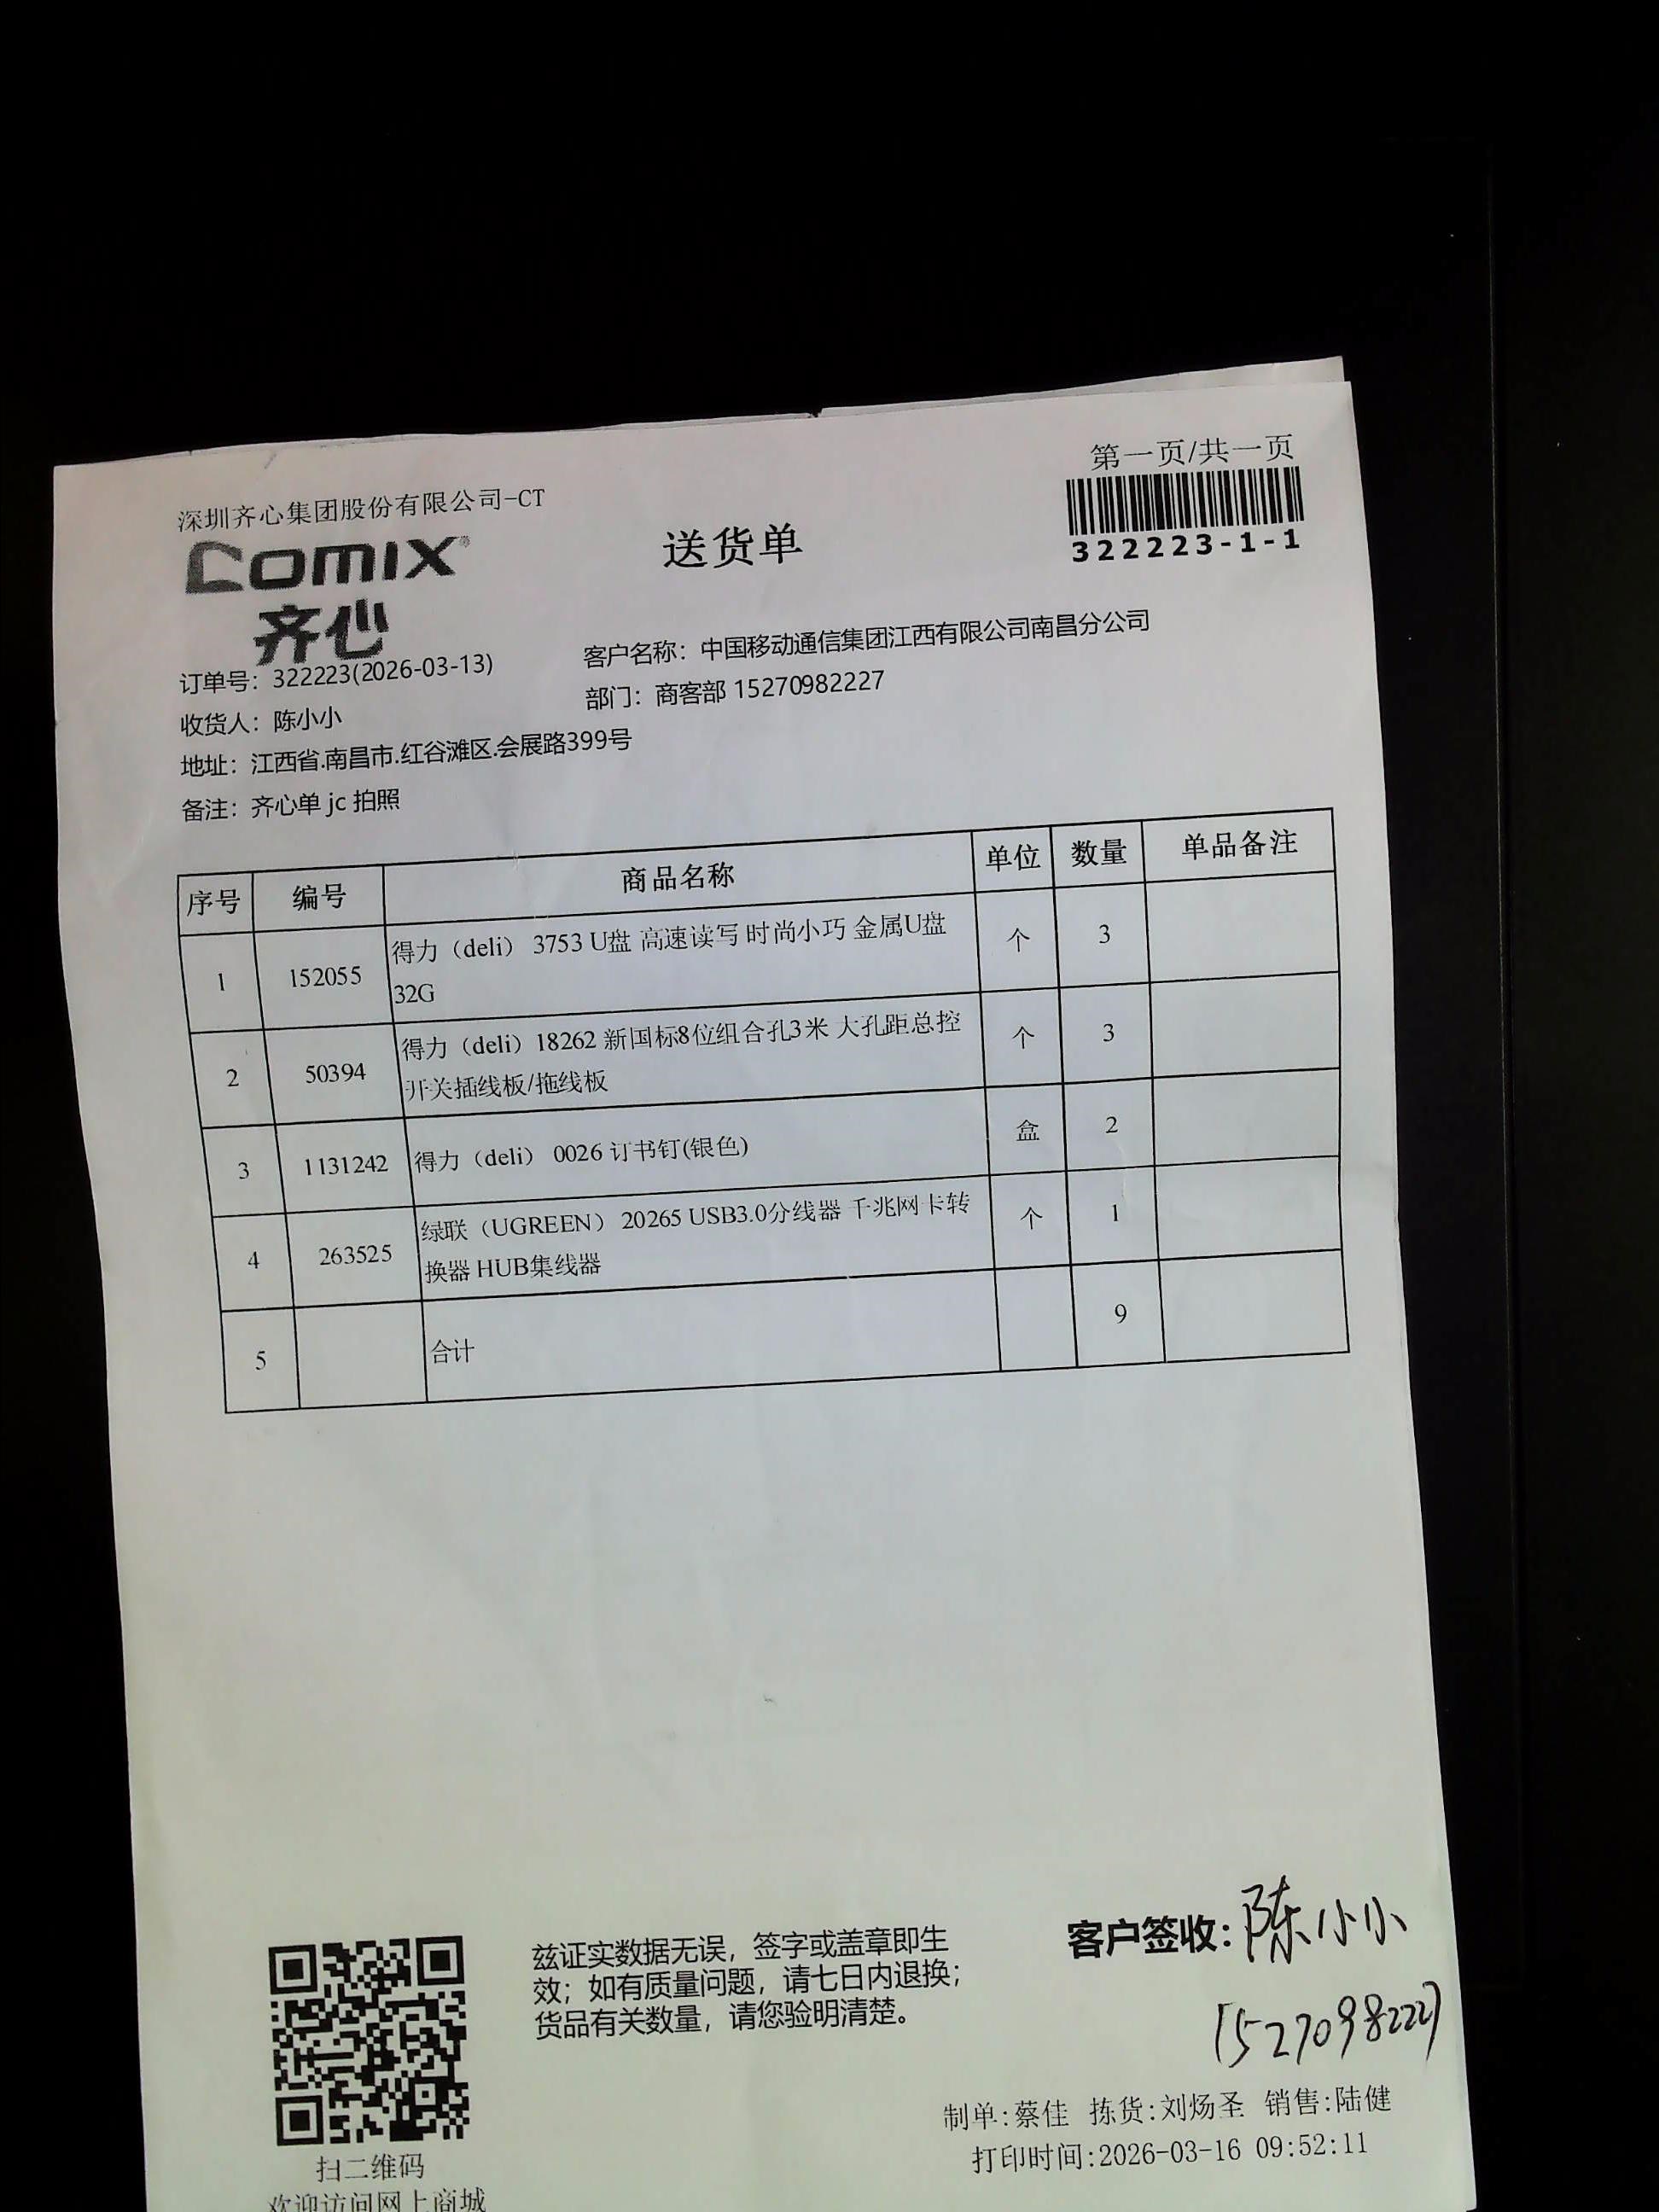 第一页/共一页
深圳齐心集团股份有限公司-CT
comix®
齐心
送货单
322223-1-1
订单号：322223(2026-03-13)
客户名称：中国移动通信集团江西有限公司南昌分公司
收货人：陈小小
部门：商客部 15270982227
地址：江西省.南昌市.红谷滩区.会展路399号
备注：齐心单 jc 拍照
序号 编号 商品名称 单位 数量 单品备注
1 152055 得力（deli） 3753 U盘 高速读写 时尚小巧 金属U盘 个 3
32G
2 50394 得力（deli）18262 新国标8位组合孔3米 大孔距总控 个 3
开关插线板/拖线板
3 1131242 得力（deli） 0026 订书钉(银色) 盒 2
4 263525 绿联（UGREEN） 20265 USB3.0分线器 千兆网卡转 个 1
换器 HUB集线器
5 合计 9
兹证实数据无误，签字或盖章即生
效；如有质量问题，请七日内退换；
货品有关数量，请您验明清楚。
客户签收：陈小小
15270982227
制单:蔡佳 拣货:刘炀圣 销售:陆健
打印时间:2026-03-16 09:52:11
扫二维码
欢迎访问网上商城